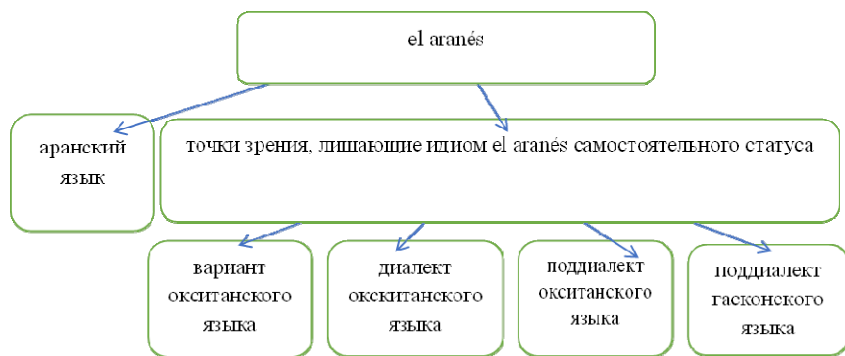 el aranés
аранский
язык
точки зрения, лишающие идиом el aranés самостоятельного статуса
вариант
окситанского
языка
диалект
окскитанского
языка
поддиалект
окситанского
языка
поддиалект
гасконского
языка